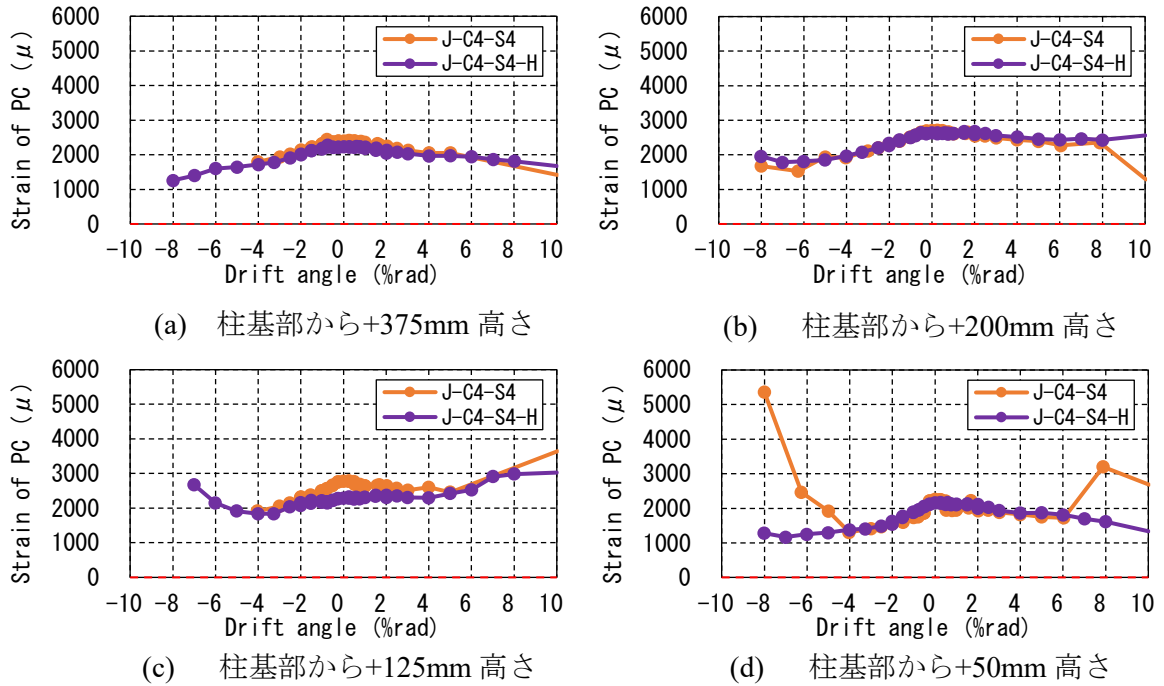 6000
5000
4000
3000
2000
1000
0
Strain of PC (μ)
J-C4-S4
J-C4-S4-H
-10 -8 -6 -4 -2 0 2 4 6 8 10
Drift angle (%rad)
(a) 柱基部から+375mm 高さ
6000
5000
4000
3000
2000
1000
0
Strain of PC (μ)
J-C4-S4
J-C4-S4-H
-10 -8 -6 -4 -2 0 2 4 6 8 10
Drift angle (%rad)
(b) 柱基部から+200mm 高さ
6000
5000
4000
3000
2000
1000
0
Strain of PC (μ)
J-C4-S4
J-C4-S4-H
-10 -8 -6 -4 -2 0 2 4 6 8 10
Drift angle (%rad)
(c) 柱基部から+125mm 高さ
6000
5000
4000
3000
2000
1000
0
Strain of PC (μ)
J-C4-S4
J-C4-S4-H
-10 -8 -6 -4 -2 0 2 4 6 8 10
Drift angle (%rad)
(d) 柱基部から+50mm 高さ